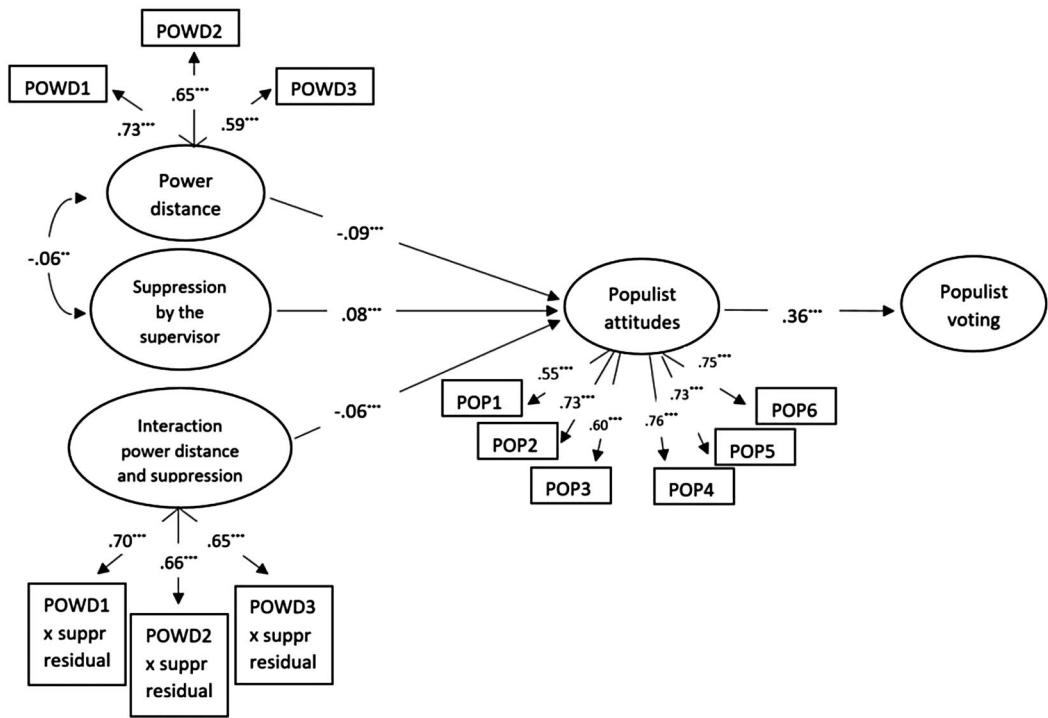 POWD2
POWD1
POWD3
.65***
.73***
.59***
Power
distance
-.09***
-.06**
Suppression
by the
supervisor
.08***
Populist
attitudes
.36***
Populist
voting
Interaction
power distance
and suppression
-.06***
.55***
.73***
.60***
.76***
.73***
.75***
POP1
POP2
POP3
POP4
POP5
POP6
.70***
.66***
.65***
POWD1
x suppr
residual
POWD2
x suppr
residual
POWD3
x suppr
residual